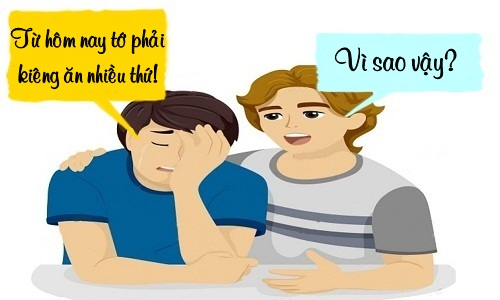 Từ hôm nay tớ phải
kiêng ăn nhiều thứ!
Vì sao vậy?